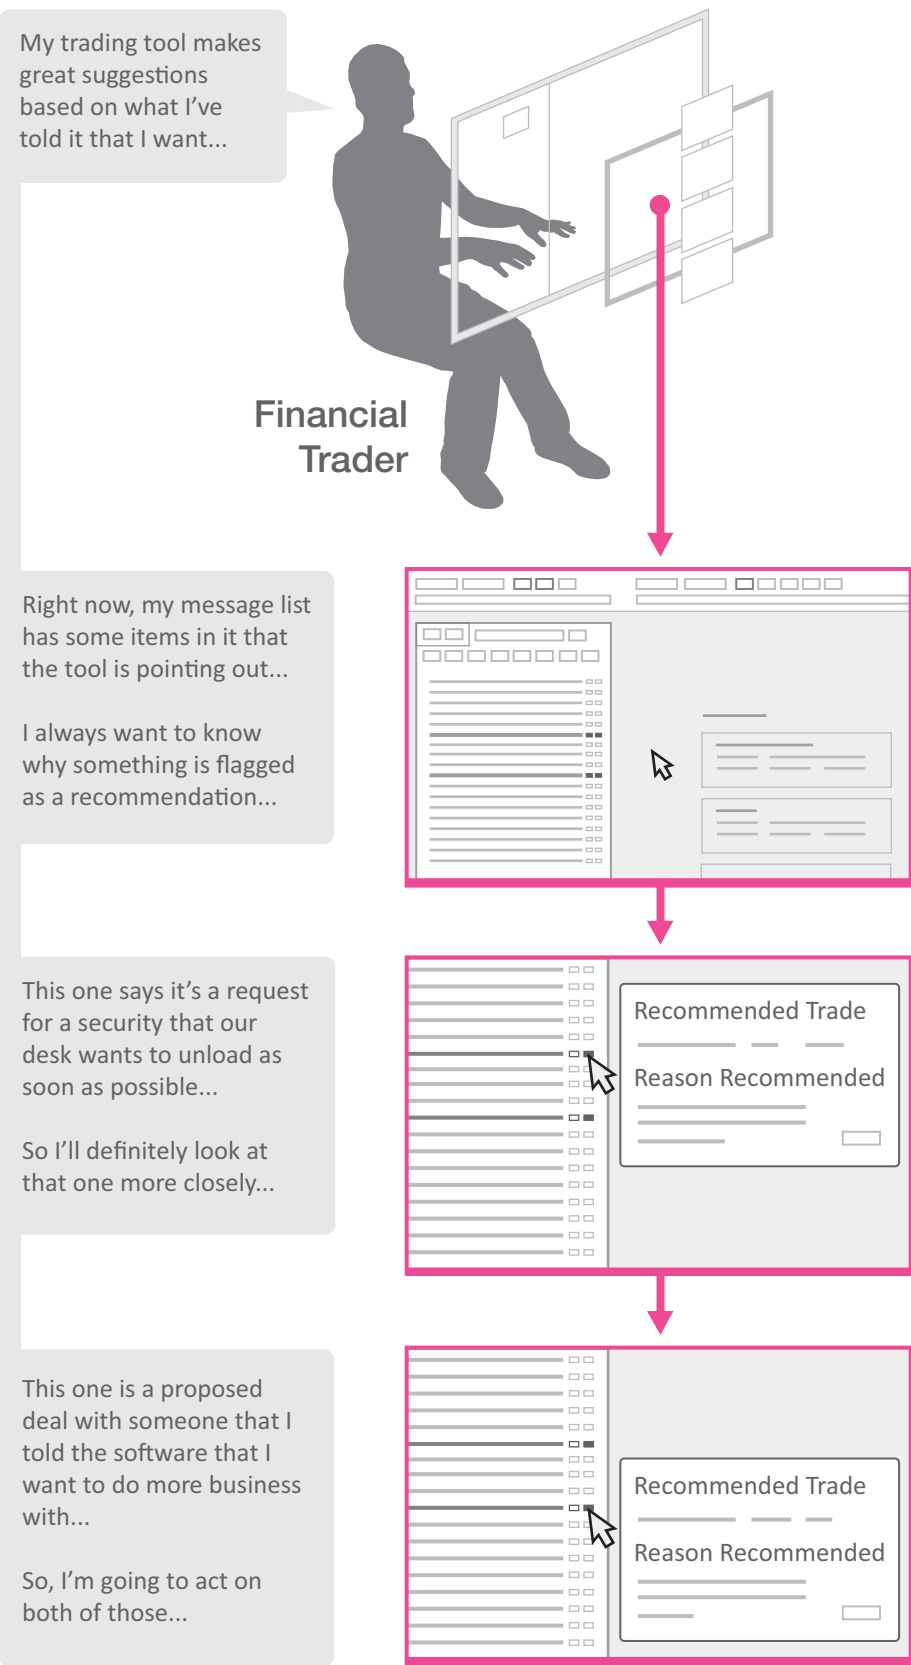 My trading tool makes
great suggestions
based on what I've
told it that I want...
Financial
Trader
Right now, my message list
has some items in it that
the tool is pointing out...
I always want to know
why something is flagged
as a recommendation...
This one says it's a request
for a security that our
desk wants to unload as
soon as possible...
So I'll definitely look at
that one more closely...
Recommended Trade
Reason Recommended
This one is a proposed
deal with someone that I
told the software that I
want to do more business
with...
So, I'm going to act on
both of those...
Recommended Trade
Reason Recommended